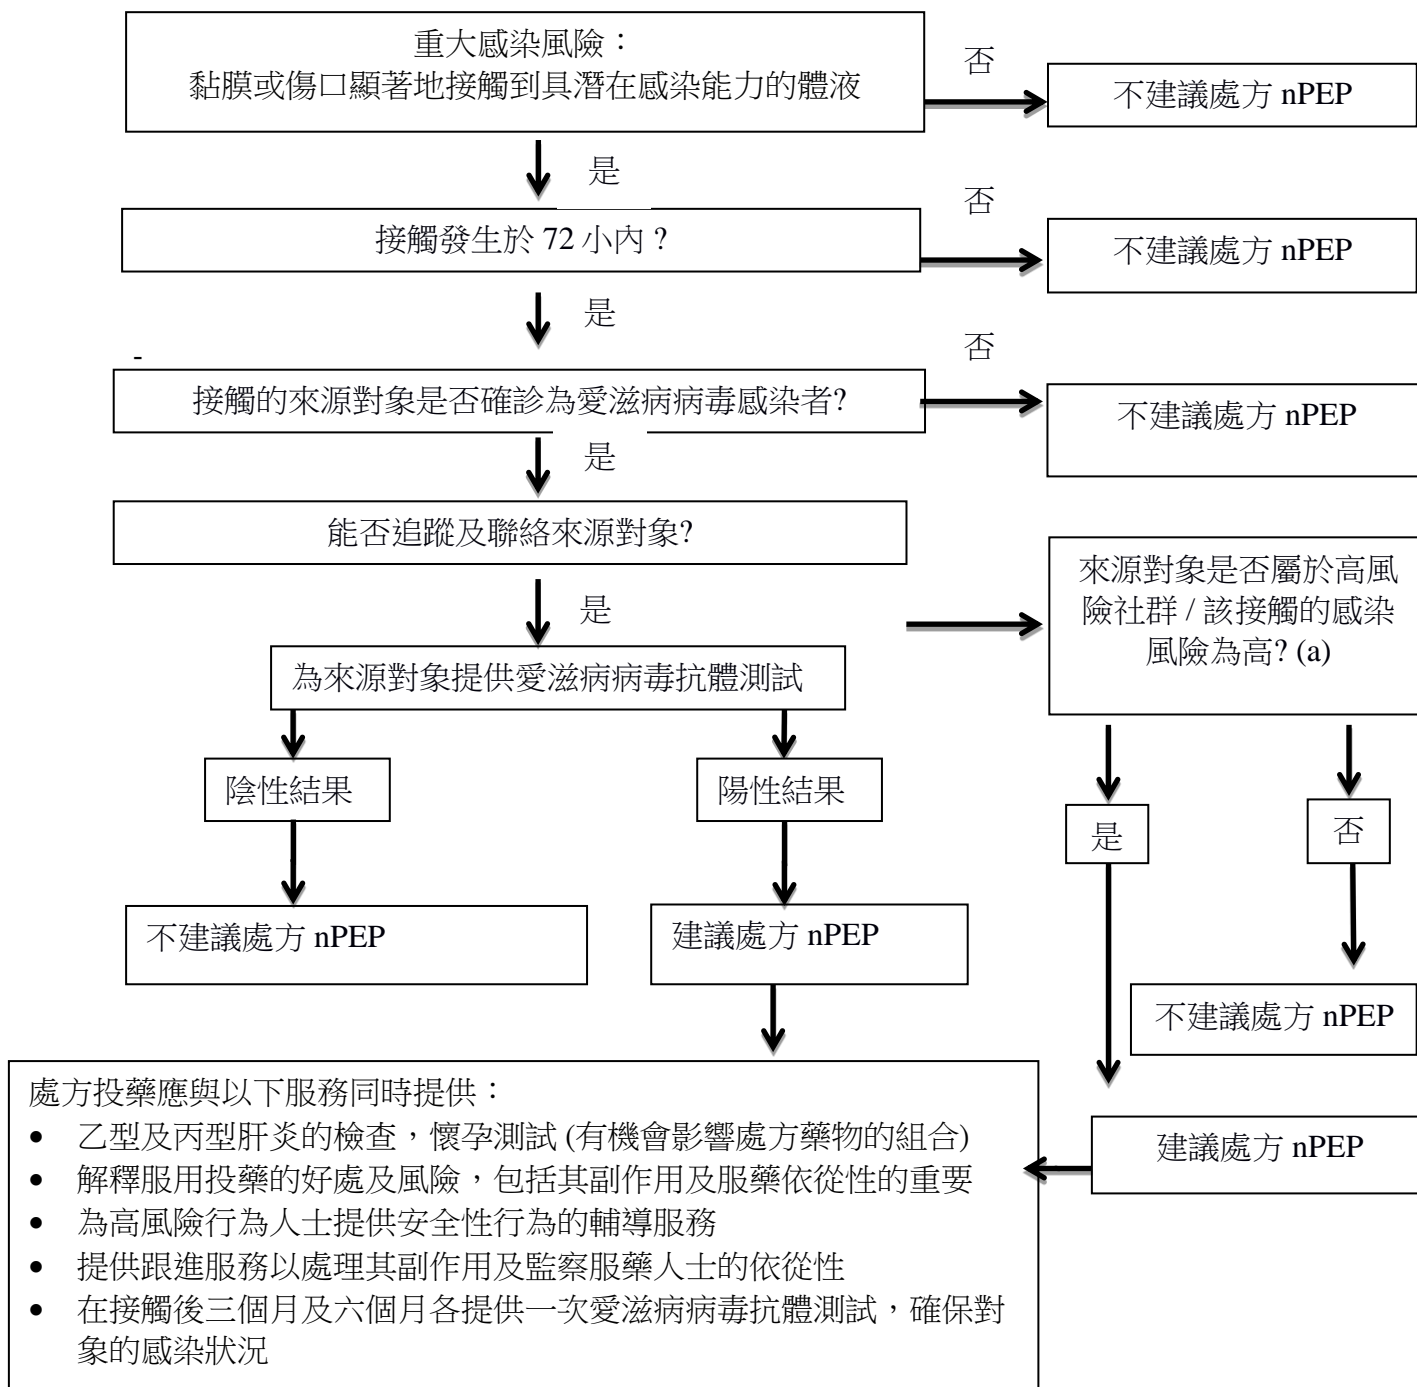 重大感染風險：
黏膜或傷口顯著地接觸到具潛在感染能力的體液
否
不建議處方 nPEP
是
接觸發生於 72 小內 ?
否
不建議處方 nPEP
是
-
接觸的來源對象是否確診為愛滋病病毒感染者?
否
不建議處方 nPEP
是
能否追蹤及聯絡來源對象?
來源對象是否屬於高風
險社群 / 該接觸的感染
風險為高? (a)
是
為來源對象提供愛滋病病毒抗體測試
陰性結果
陽性結果
是
否
不建議處方 nPEP
建議處方 nPEP
不建議處方 nPEP
建議處方 nPEP
處方投藥應與以下服務同時提供：
• 乙型及丙型肝炎的檢查，懷孕測試 (有機會影響處方藥物的組合)
• 解釋服用投藥的好處及風險，包括其副作用及服藥依從性的重要
• 為高風險行為人士提供安全性行為的輔導服務
• 提供跟進服務以處理其副作用及監察服藥人士的依從性
• 在接觸後三個月及六個月各提供一次愛滋病病毒抗體測試，確保對
象的感染狀况